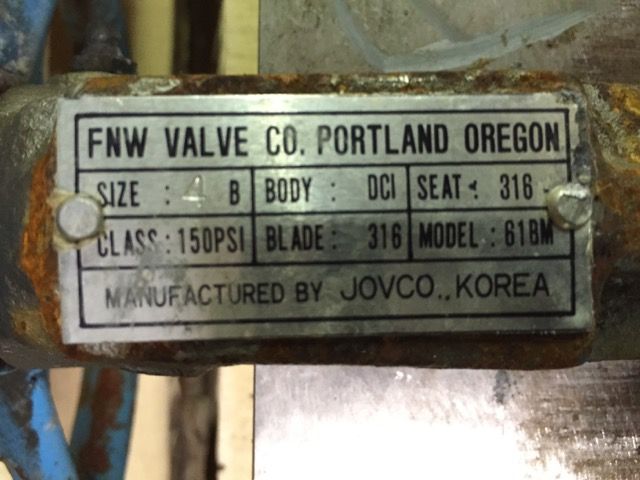 FNW VALVE CO. PORTLAND OREGON
SIZE : 4 B BODY : DCI SEAT : 316
CLASS : 150PSI BLADE : 316 MODEL : 61BM
MANUFACTURED BY JOVCO., KOREA